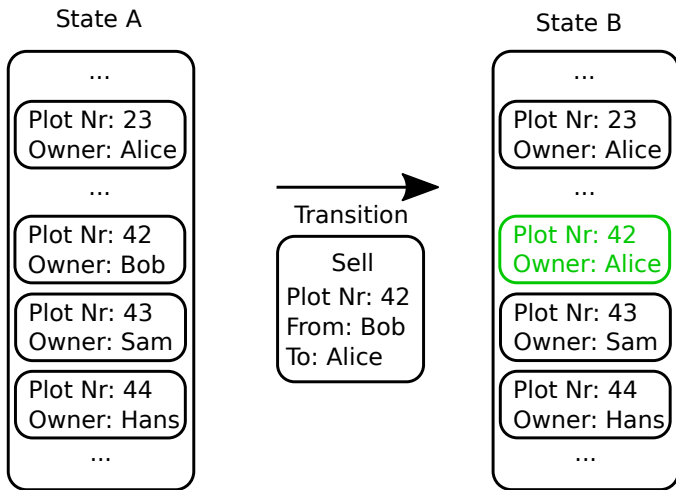 State A
...
Plot Nr: 23
Owner: Alice
...
Plot Nr: 42
Owner: Bob
Plot Nr: 43
Owner: Sam
Plot Nr: 44
Owner: Hans
...
Transition
Sell
Plot Nr: 42
From: Bob
To: Alice
State B
...
Plot Nr: 23
Owner: Alice
...
Plot Nr: 42
Owner: Alice
Plot Nr: 43
Owner: Sam
Plot Nr: 44
Owner: Hans
...